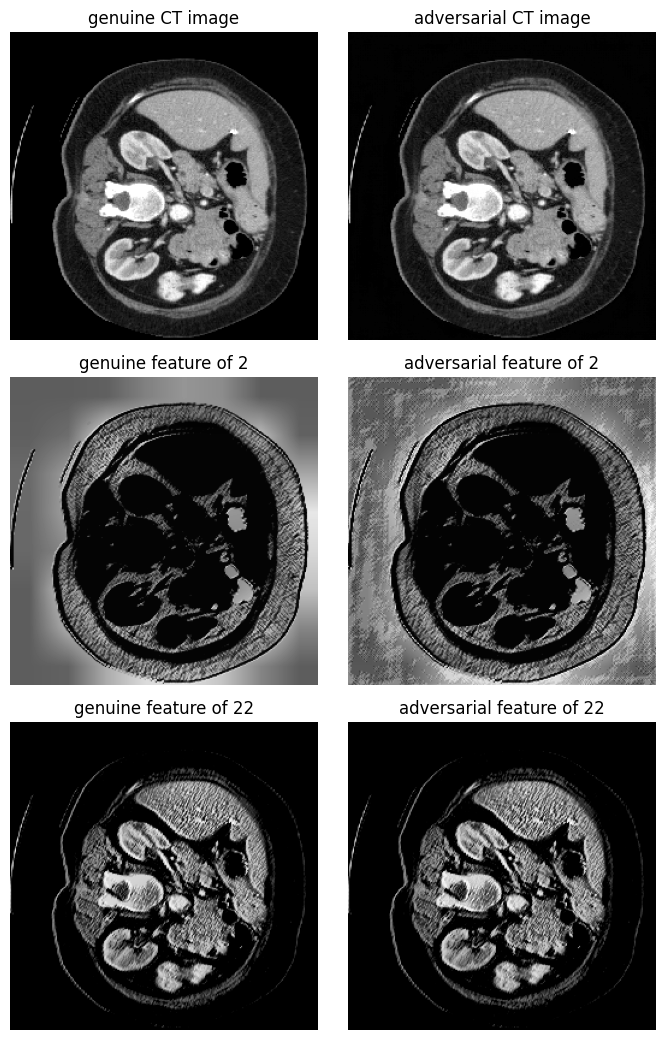 genuine CT image
adversarial CT image
genuine feature of 2
adversarial feature of 2
genuine feature of 22
adversarial feature of 22